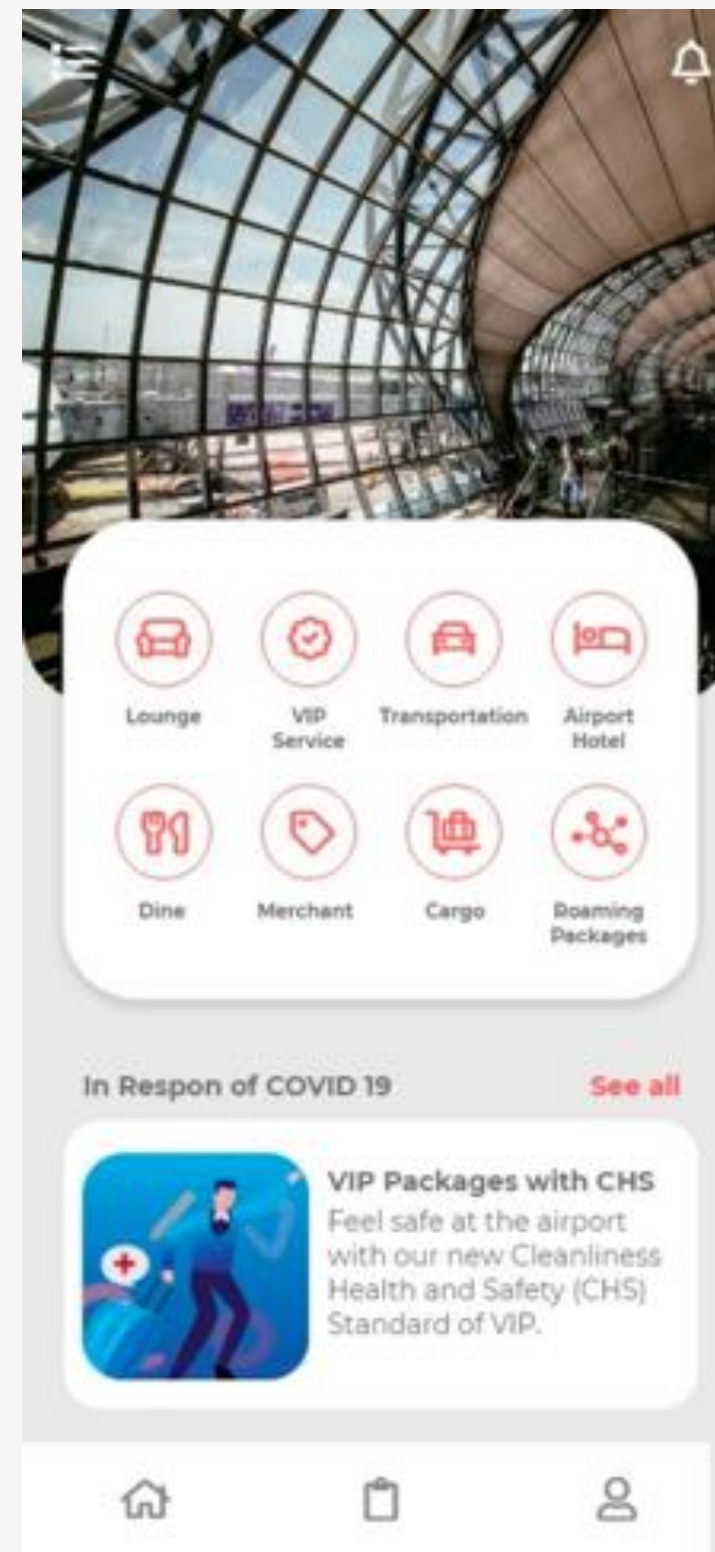 Lounge
VIP
Service
Transportation
Airport
Hotel
Dine
Merchant
Cargo
Roaming
Packages
In Respon of COVID 19
See all
VIP Packages with CHS
Feel safe at the airport
with our new Cleanliness
Health and Safety (CHS)
Standard of VIP.